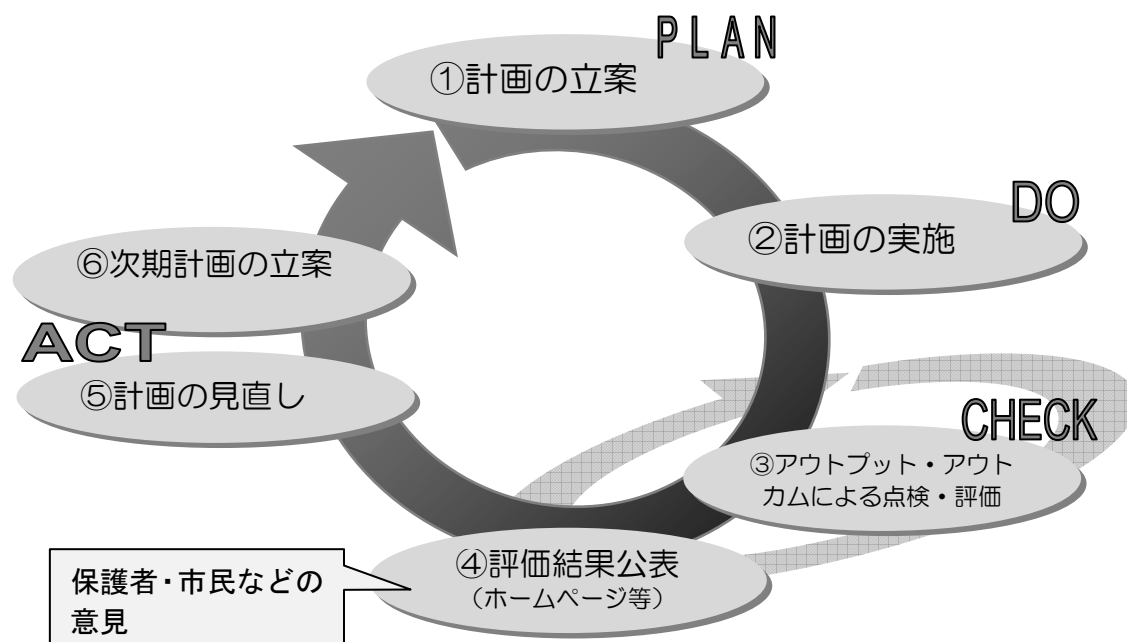 PLAN
①計画の立案
DO
②計画の実施
CHECK
③アウトプット・アウト
カムによる点検・評価
④評価結果公表
（ホームページ等）
保護者・市民などの
意見
ACT
⑤計画の見直し
⑥次期計画の立案